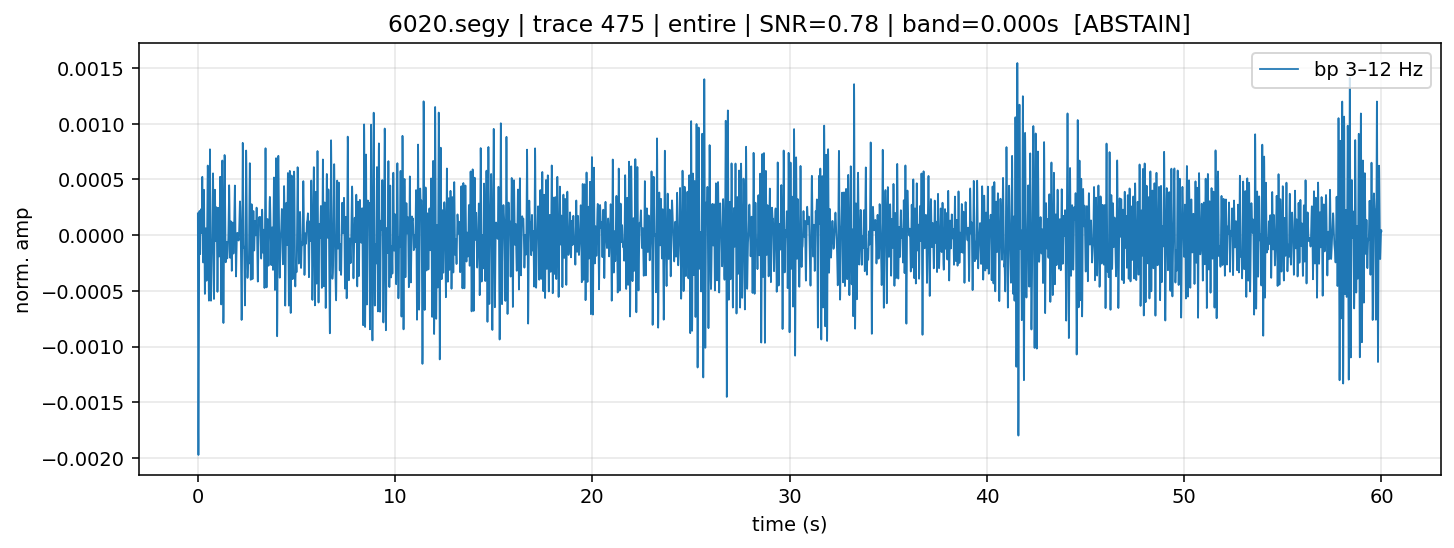 6020.segy | trace 475 | entire | SNR=0.78 | band=0.000s  [ABSTAIN]
bp 3–12 Hz
norm. amp
0.0015
0.0010
0.0005
0.0000
−0.0005
−0.0010
−0.0015
−0.0020
0 10 20 30 40 50 60
time (s)